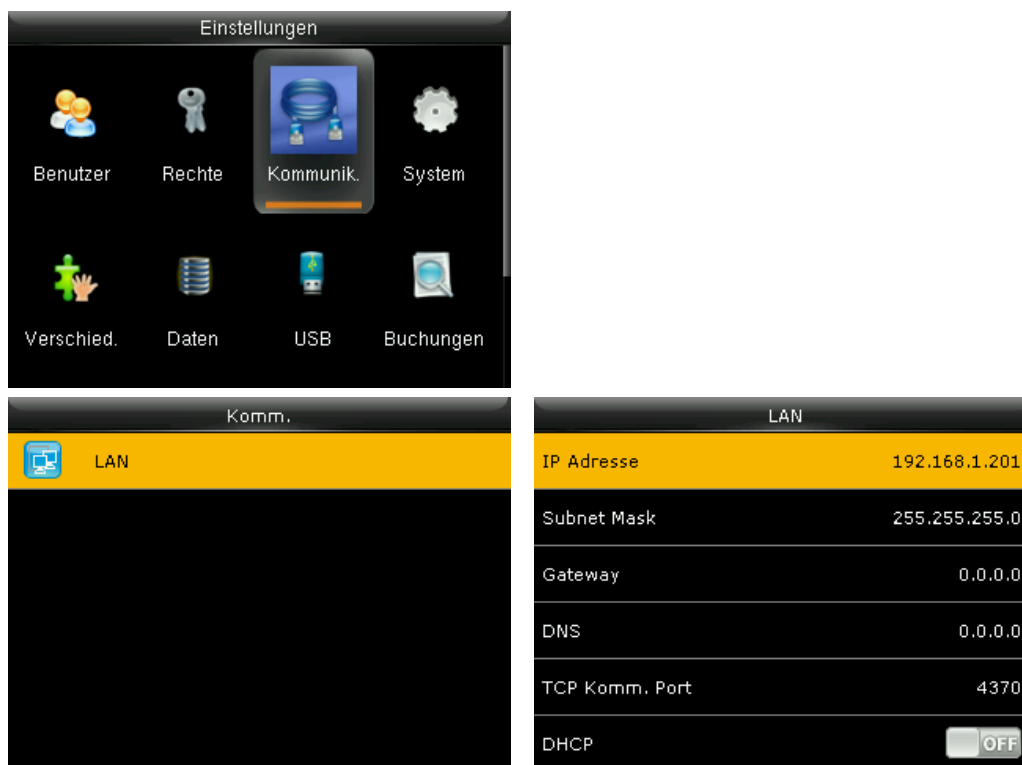 Einstellungen
Benutzer Rechte Kommunik. System
Verschied. Daten USB Buchungen
Komm.
LAN
LAN
IP Adresse 192.168.1.201
Subnet Mask 255.255.255.0
Gateway 0.0.0.0
DNS 0.0.0.0
TCP Komm. Port 4370
DHCP OFF